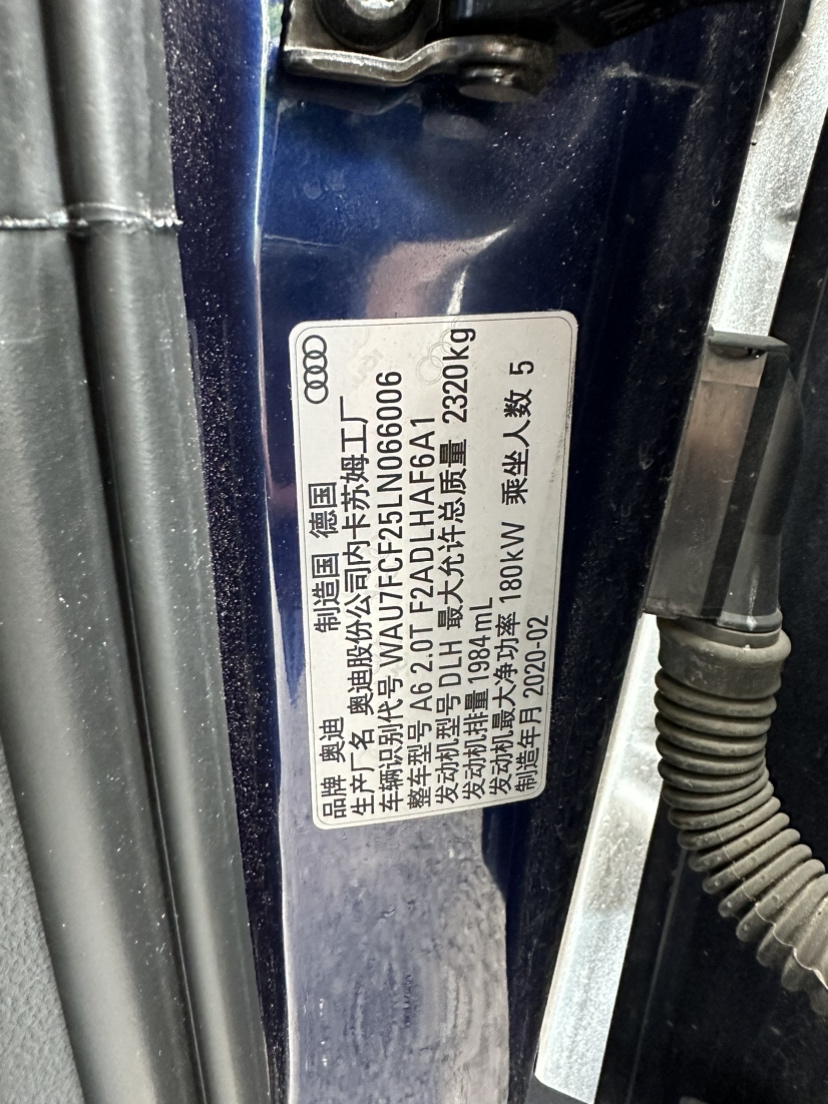 品牌 奥迪 制造国 德国
生产厂名 奥迪股份公司内卡苏姆工厂
车辆识别代号 WAU7FCF25LN066006
整车型号 A6 2.0T F2ADLHAF6A1
发动机型号 DLH 最大允许总质量 2320kg
发动机排量 1984mL
发动机最大净功率 180kW 乘坐人数 5
制造年月 2020-02